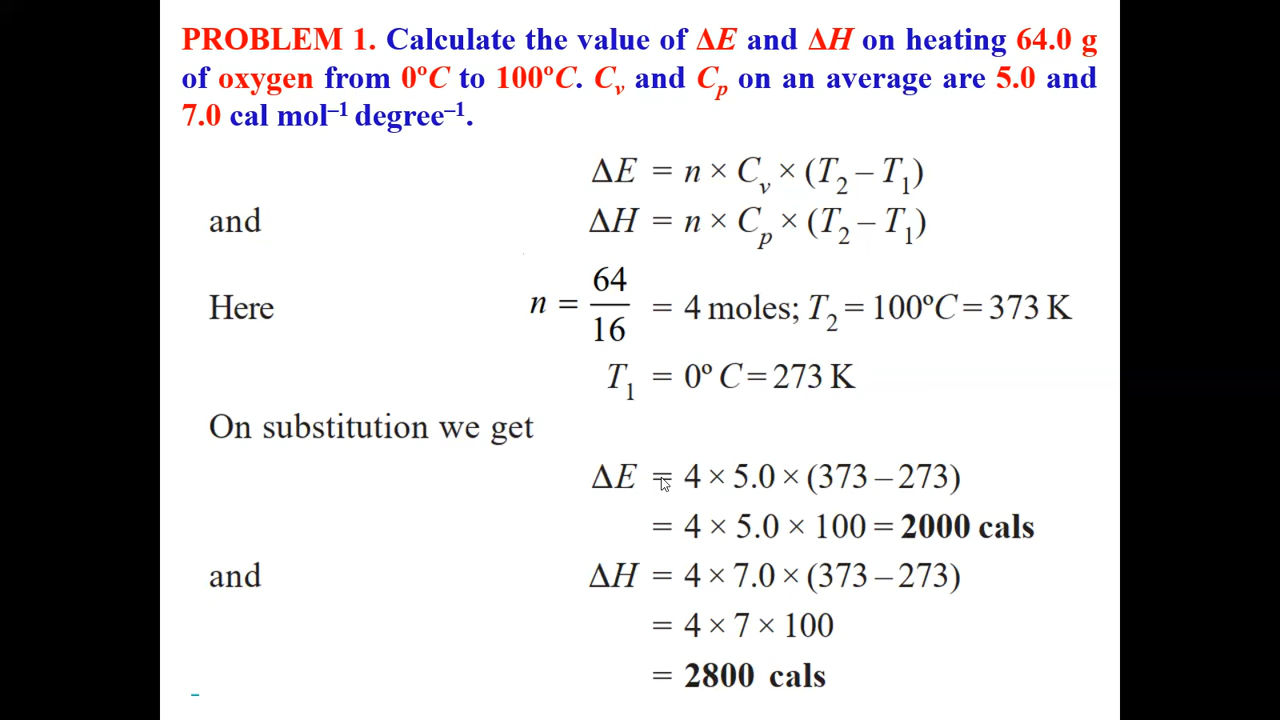 PROBLEM 1. Calculate the value of ΔE and ΔH on heating 64.0 g
of oxygen from 0ºC to 100ºC. Cv and Cp on an average are 5.0 and
7.0 cal mol⁻¹ degree⁻¹.
ΔE = n × Cv × (T₂ – T₁)
and ΔH = n × Cp × (T₂ – T₁)
Here n = 64/16 = 4 moles; T₂ = 100ºC = 373 K
T₁ = 0º C = 273 K
On substitution we get
ΔE = 4 × 5.0 × (373 – 273)
= 4 × 5.0 × 100 = 2000 cals
and ΔH = 4 × 7.0 × (373 – 273)
= 4 × 7 × 100
= 2800 cals